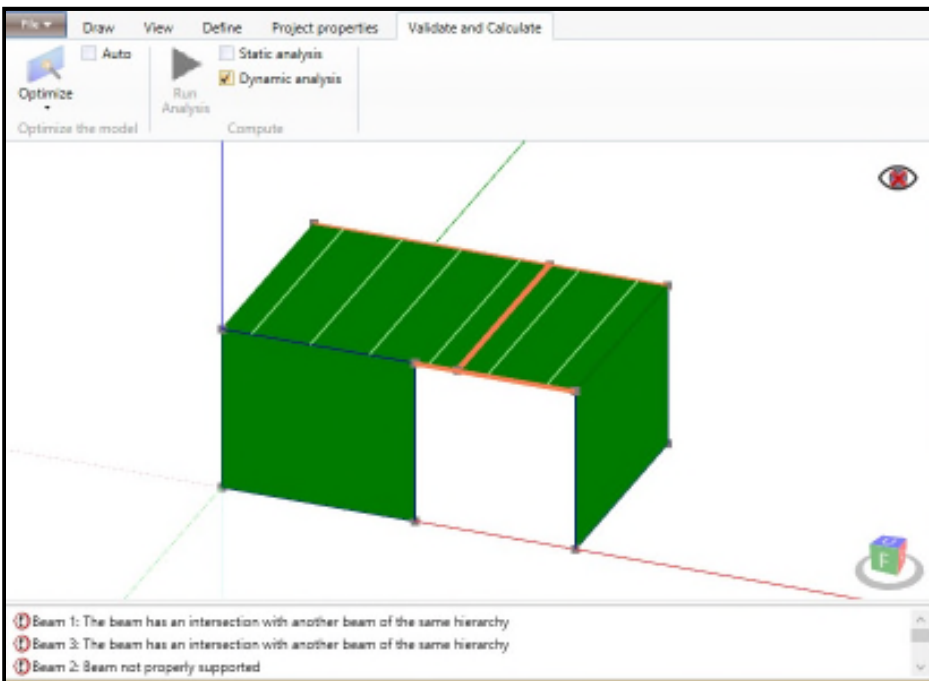 File
Draw
View
Define
Project properties
Validate and Calculate
Auto
Optimize
Optimize the model
Run
Analysis
Static analysis
Dynamic analysis
Compute
F
Beam 1: The beam has an intersection with another beam of the same hierarchy
Beam 3: The beam has an intersection with another beam of the same hierarchy
Beam 2: Beam not properly supported